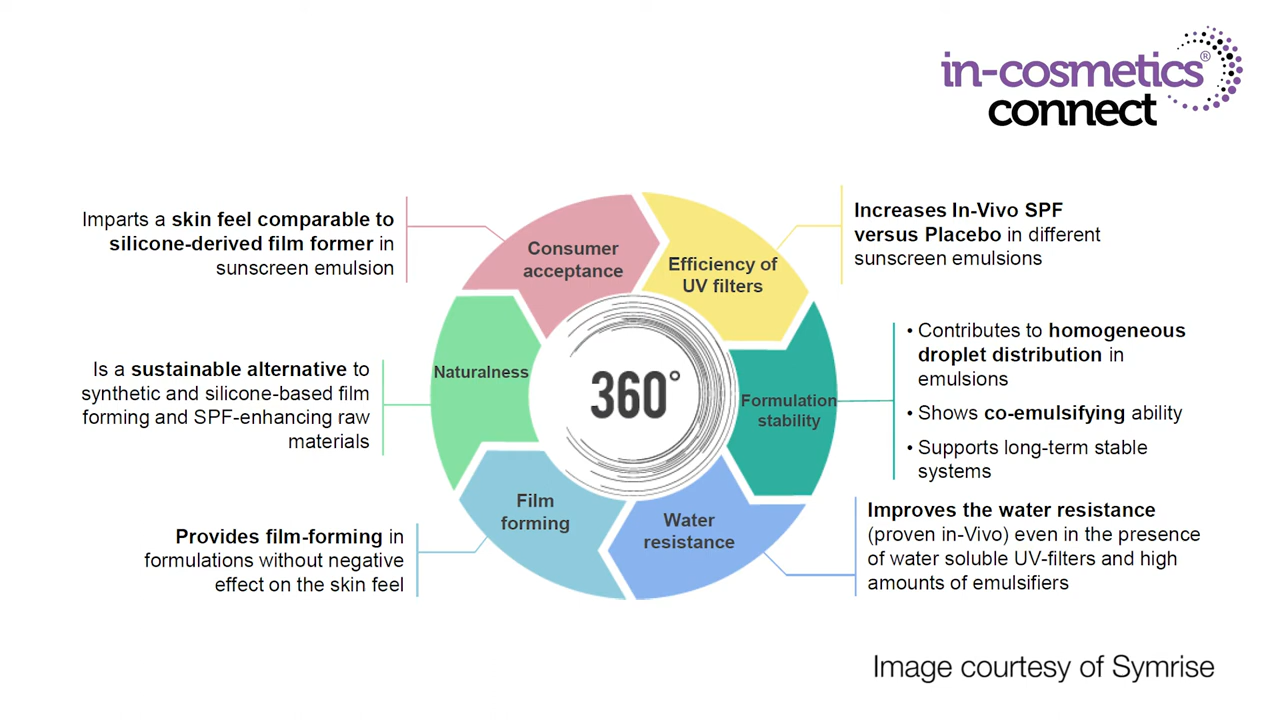 in-cosmetics®
connect
Imparts a skin feel comparable to
silicone-derived film former in
sunscreen emulsion
Consumer
acceptance
Efficiency of
UV filters
Increases In-Vivo SPF
versus Placebo in different
sunscreen emulsions
Is a sustainable alternative to
synthetic and silicone-based film
forming and SPF-enhancing raw
materials
Naturalness
360°
Formulation
stability
• Contributes to homogeneous
droplet distribution in
emulsions
• Shows co-emulsifying ability
• Supports long-term stable
systems
Provides film-forming in
formulations without negative
effect on the skin feel
Film
forming
Water
resistance
Improves the water resistance
(proven in-Vivo) even in the presence
of water soluble UV-filters and high
amounts of emulsifiers
Image courtesy of Symrise